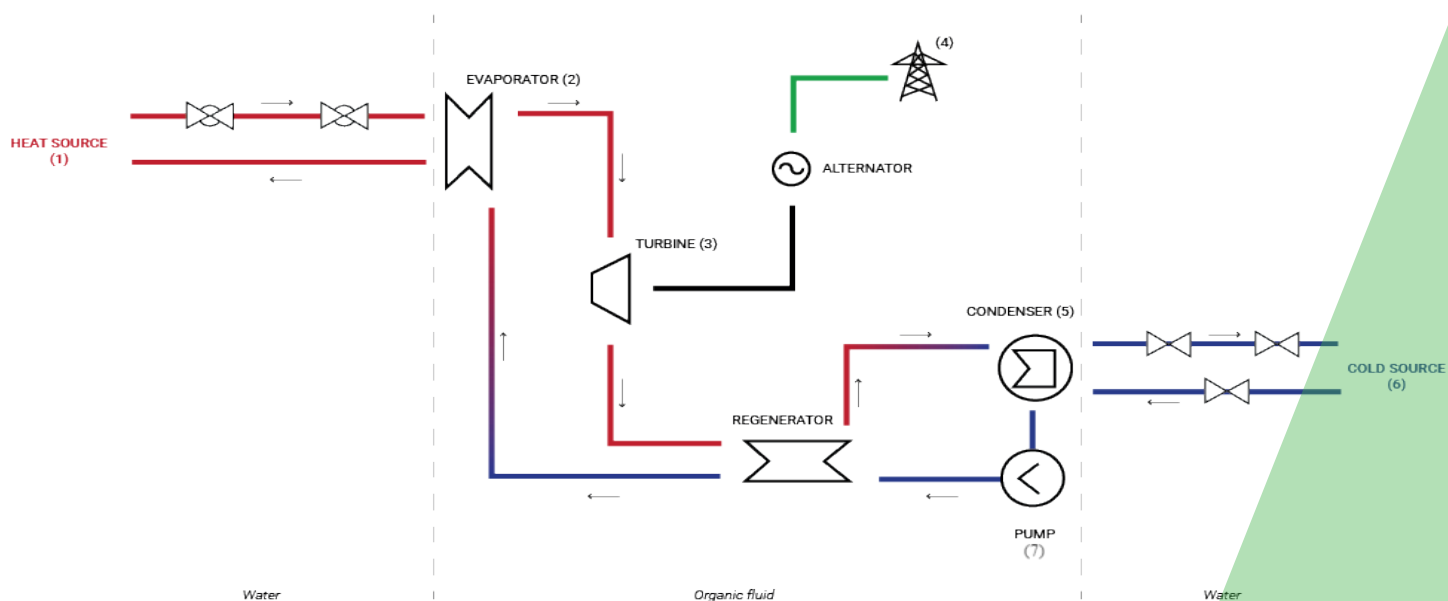 (4)
EVAPORATOR (2)
HEAT SOURCE
(1)
ALTERNATOR
TURBINE (3)
CONDENSER (5)
COLD SOURCE
(6)
REGENERATOR
PUMP
(7)
Water
Organic fluid
Water